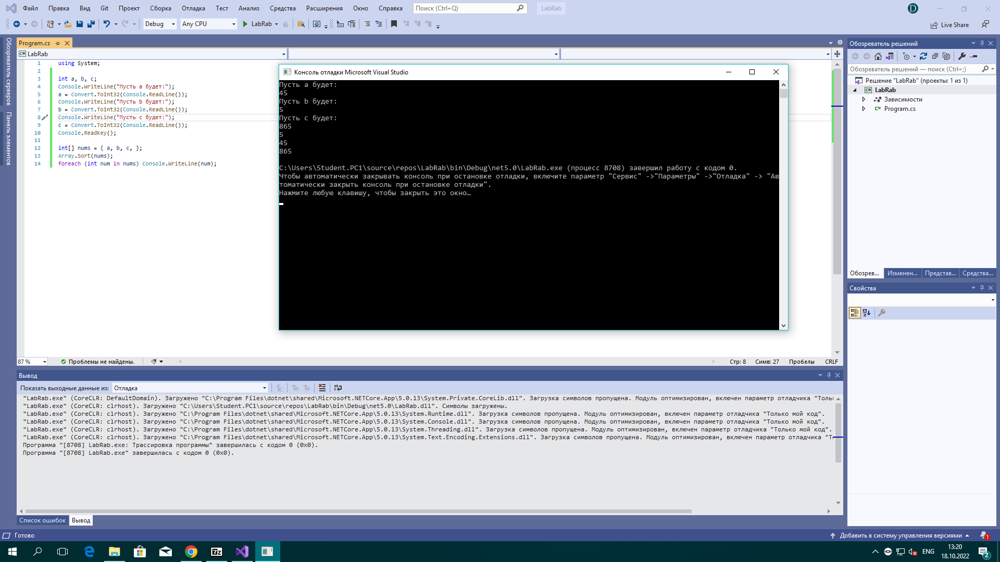 Файл Правка Вид Git Проект Сборка Отладка Тест Анализ Средства Расширения Окно Справка Поиск (Ctrl+Q) LabRab
D
Debug Any CPU LabRab Live Share
Обозреватель серверов
Панель элементов
Program.cs
LabRab
1 using System;
2
3 int a, b, c;
4 Console.WriteLine("Пусть a будет:");
5 a = Convert.ToInt32(Console.ReadLine());
6 Console.WriteLine("Пусть b будет:");
7 b = Convert.ToInt32(Console.ReadLine());
8 Console.WriteLine("Пусть c будет:");
9 c = Convert.ToInt32(Console.ReadLine());
10 Console.ReadKey();
11
12 int[] nums = { a, b, c, };
13 Array.Sort(nums);
14 foreach (int num in nums) Console.WriteLine(num);
Консоль отладки Microsoft Visual Studio
Пусть a будет:
45
Пусть b будет:
5
Пусть c будет:
865
5
45
865
C:\Users\Student.PC1\source\repos\LabRab\bin\Debug\net5.0\LabRab.exe (процесс 8708) завершил работу с кодом 0.
Чтобы автоматически закрывать консоль при остановке отладки, включите параметр "Сервис" ->"Параметры" ->"Отладка" -> "Ав
томатически закрыть консоль при остановке отладки".
Нажмите любую клавишу, чтобы закрыть это окно…
87 % Проблемы не найдены. Стр: 8 Симв: 27 Пробелы CRLF
Обозреватель решений
Обозреватель решений — поиск (Ctrl+;)
Решение "LabRab" (проекты: 1 из 1)
C# LabRab
Зависимости
C# Program.cs
Обозрев... Изменен... Представ... Средства...
Свойства
Вывод
Показать выходные данные из: Отладка
"LabRab.exe" (CoreCLR: DefaultDomain). Загружено "C:\Program Files\dotnet\shared\Microsoft.NETCore.App\5.0.13\System.Private.CoreLib.dll". Загрузка символов пропущена. Модуль оптимизирован, включен параметр отладчика "Толь
"LabRab.exe" (CoreCLR: clrhost). Загружено "C:\Users\Student.PC1\source\repos\LabRab\bin\Debug\net5.0\LabRab.dll". Символы загружены.
"LabRab.exe" (CoreCLR: clrhost). Загружено "C:\Program Files\dotnet\shared\Microsoft.NETCore.App\5.0.13\System.Runtime.dll". Загрузка символов пропущена. Модуль оптимизирован, включен параметр отладчика "Только мой код".
"LabRab.exe" (CoreCLR: clrhost). Загружено "C:\Program Files\dotnet\shared\Microsoft.NETCore.App\5.0.13\System.Console.dll". Загрузка символов пропущена. Модуль оптимизирован, включен параметр отладчика "Только мой код".
"LabRab.exe" (CoreCLR: clrhost). Загружено "C:\Program Files\dotnet\shared\Microsoft.NETCore.App\5.0.13\System.Threading.dll". Загрузка символов пропущена. Модуль оптимизирован, включен параметр отладчика "Только мой код".
"LabRab.exe" (CoreCLR: clrhost). Загружено "C:\Program Files\dotnet\shared\Microsoft.NETCore.App\5.0.13\System.Text.Encoding.Extensions.dll". Загрузка символов пропущена. Модуль оптимизирован, включен параметр отладчика "Т
Программа "[8708] LabRab.exe: Трассировка программы" завершилась с кодом 0 (0x0).
Программа "[8708] LabRab.exe" завершилась с кодом 0 (0x0).
Список ошибок Вывод
Готово Добавить в систему управления версиями 1
7z ENG 13:20
18.10.2022 2